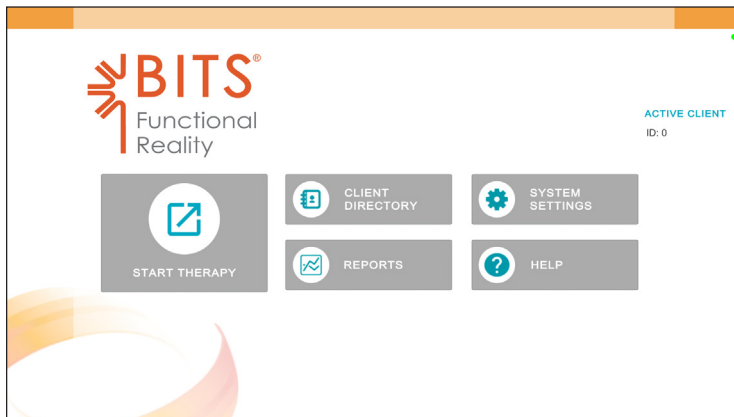 BITS®
Functional
Reality
ACTIVE CLIENT
ID: 0
START THERAPY
CLIENT
DIRECTORY
SYSTEM
SETTINGS
REPORTS
HELP